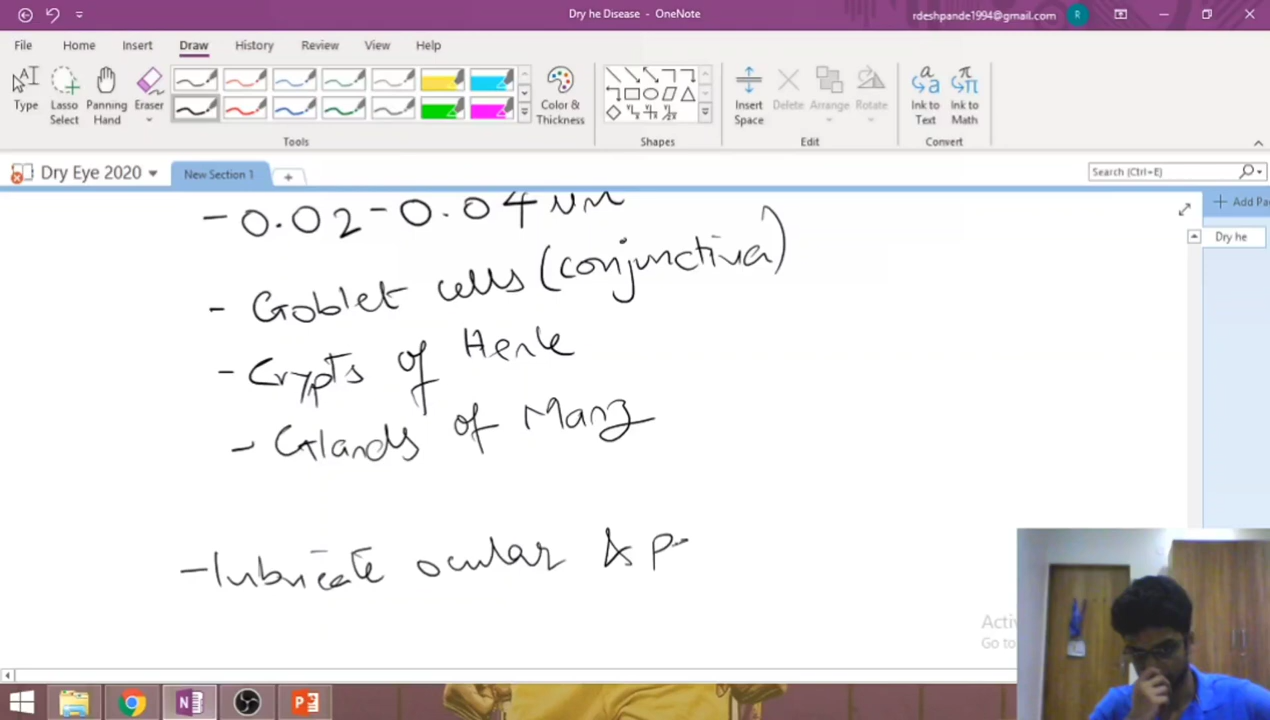 Dry he Disease - OneNote
rdeshpande1994@gmail.com R
File Home Insert Draw History Review View Help
Type Lasso Select Panning Hand Eraser Color & Thickness Insert Space Delete Arrange Rotate Ink to Text Ink to Math
Tools Shapes Edit Convert
Dry Eye 2020 New Section 1 + Search (Ctrl+E)
+ Add Pa
Dry he
- 0.02 - 0.04
- Goblet cells (conjunctiva)
- Crypts of Henle
- Glands of Manz
- lubricate ocular & p
Activ
Go to